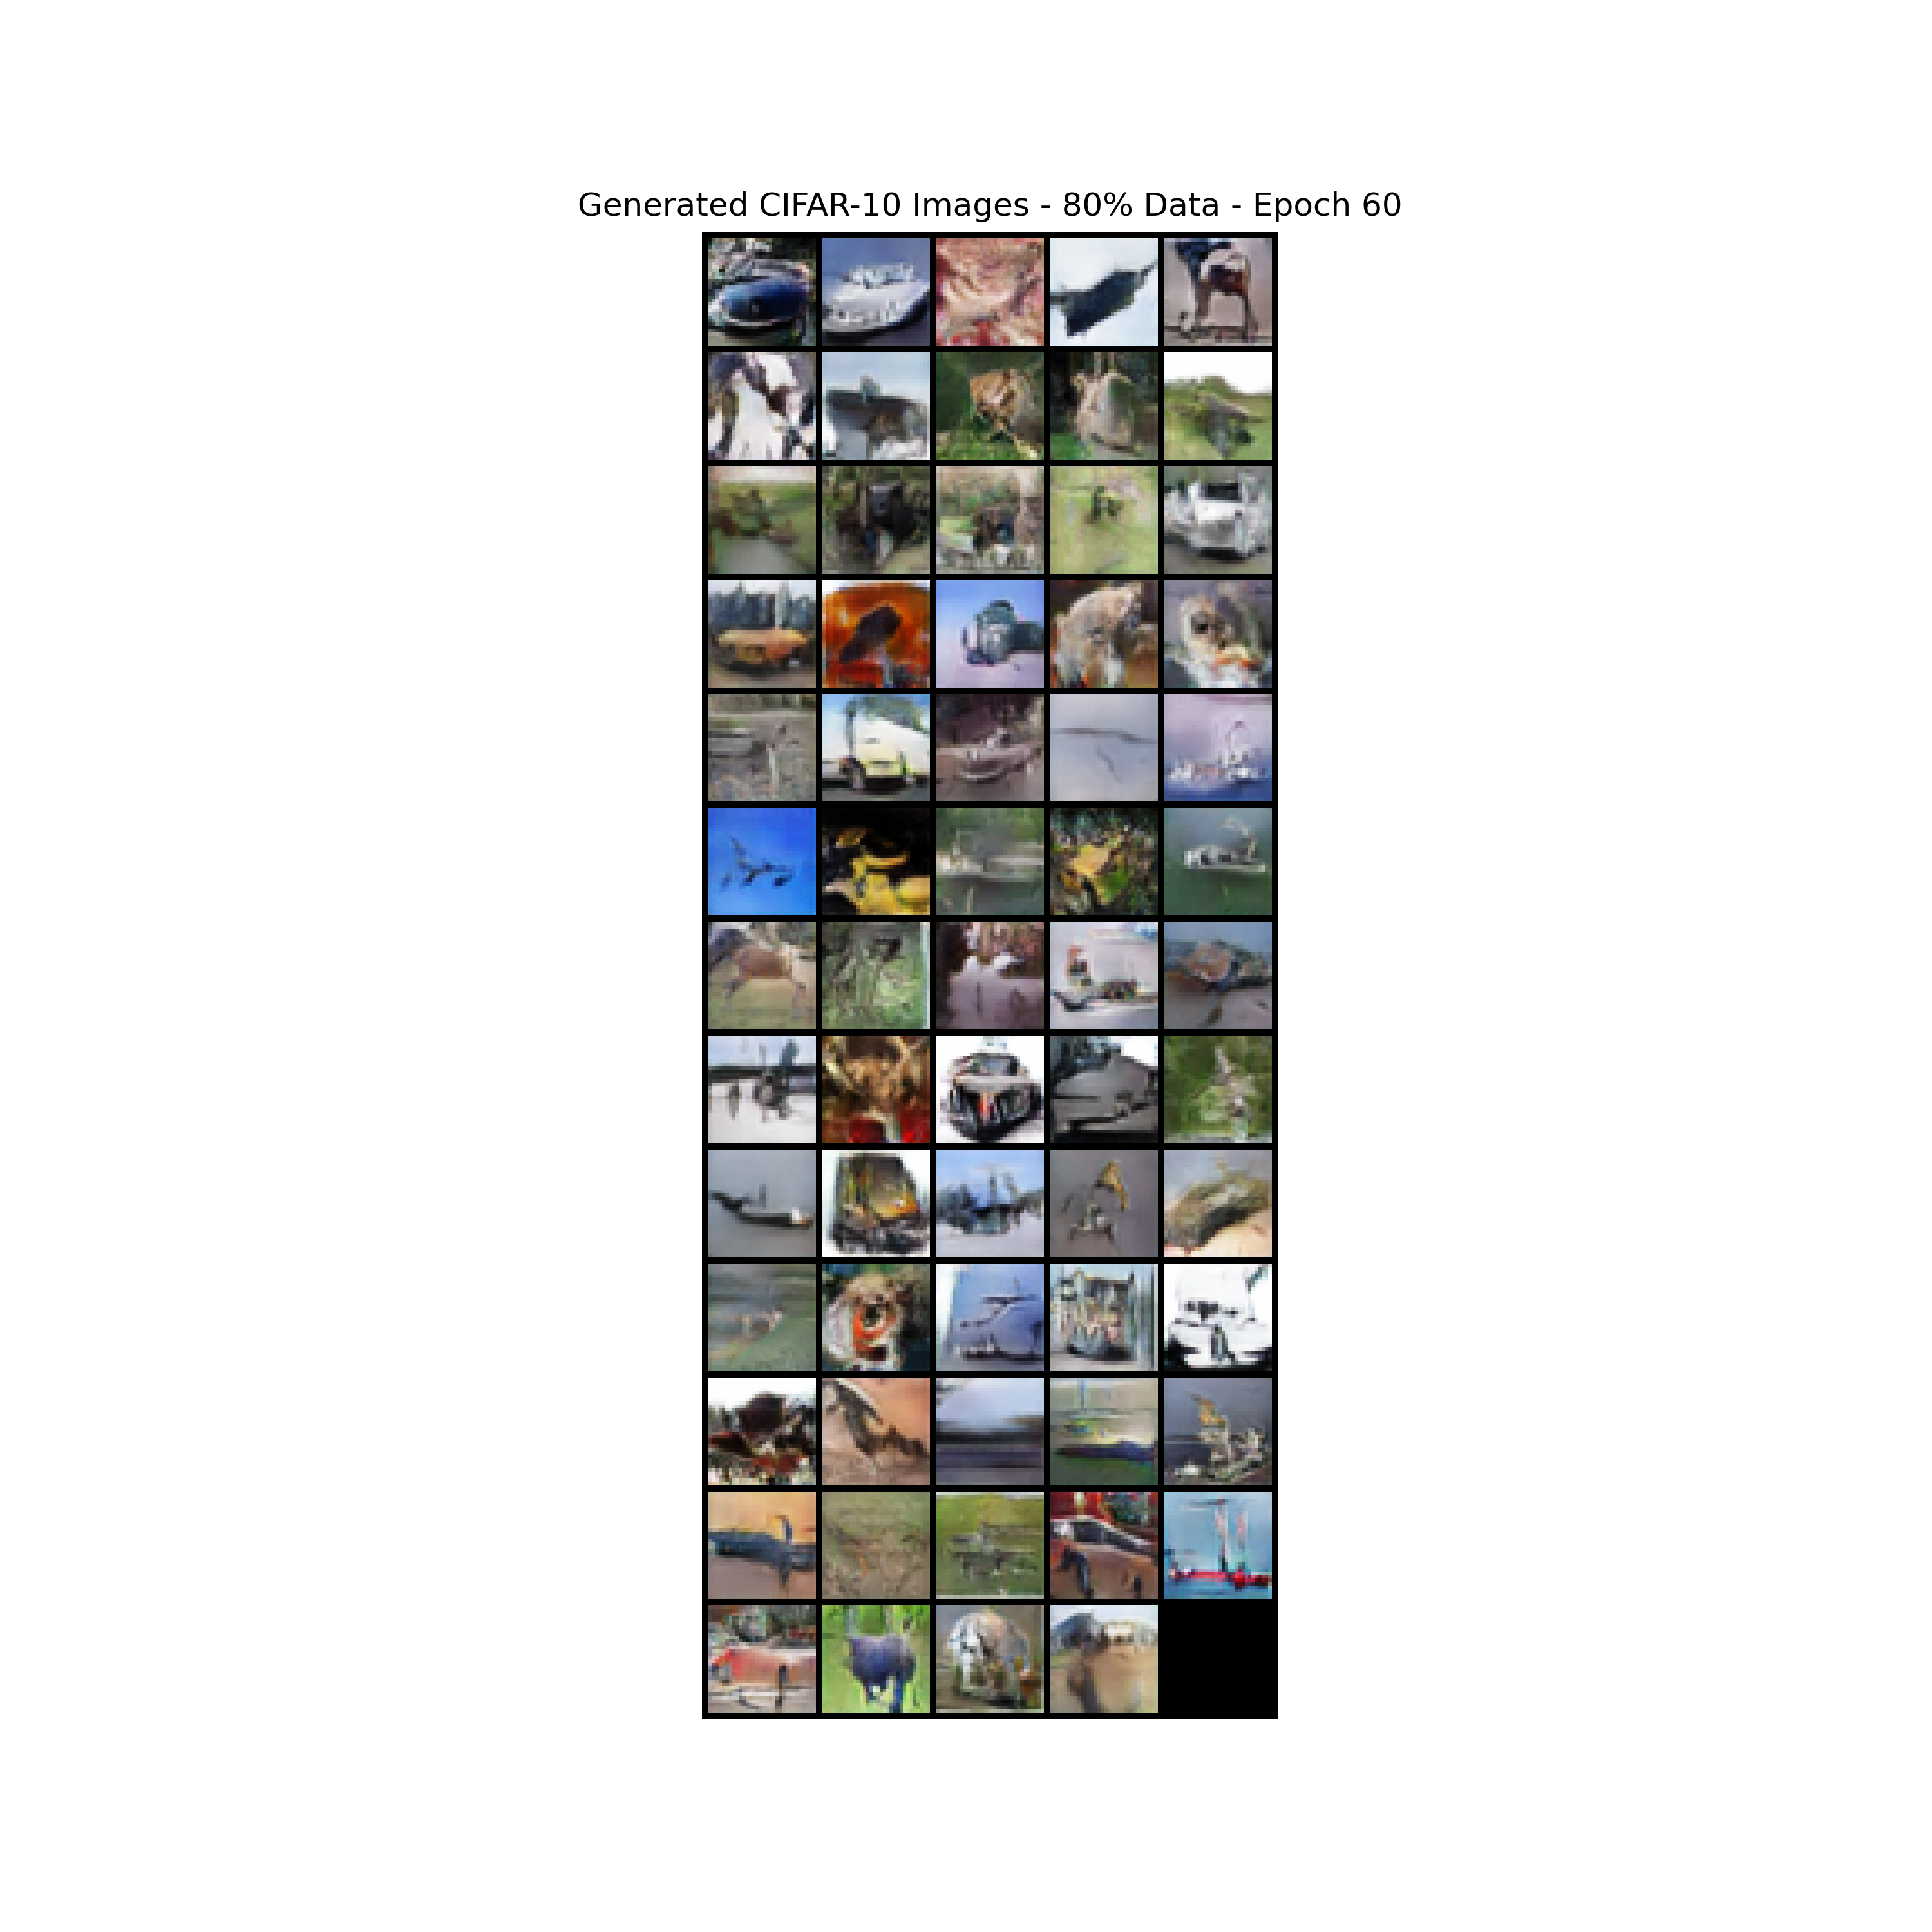 Generated CIFAR-10 Images - 80% Data - Epoch 60